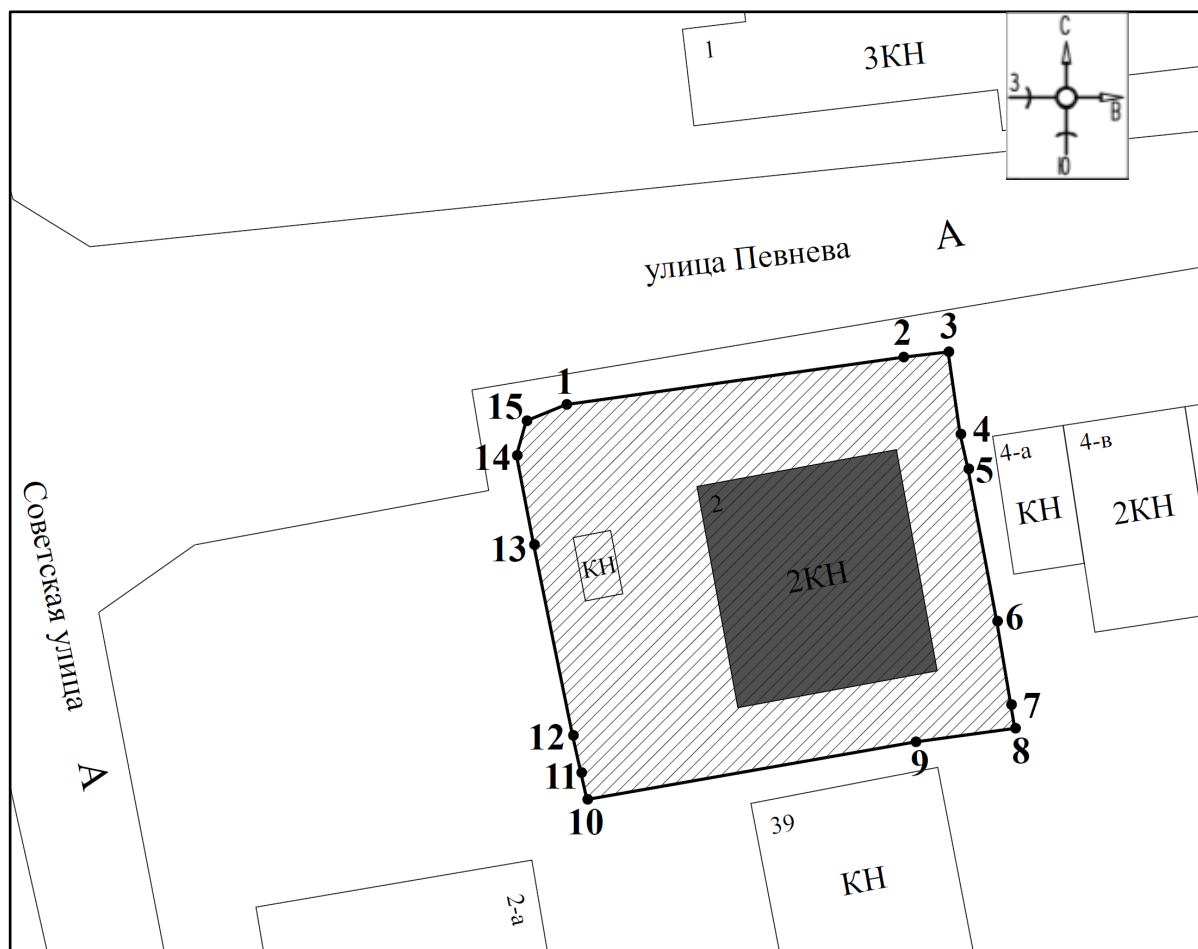 1
3КН
С
З
В
Ю
улица Певнева
А
1
2
3
15
14
4
5
4-а
4-в
КН
2КН
2
2КН
КН
13
6
7
8
9
12
11
10
Советская улица
А
39
КН
2-а